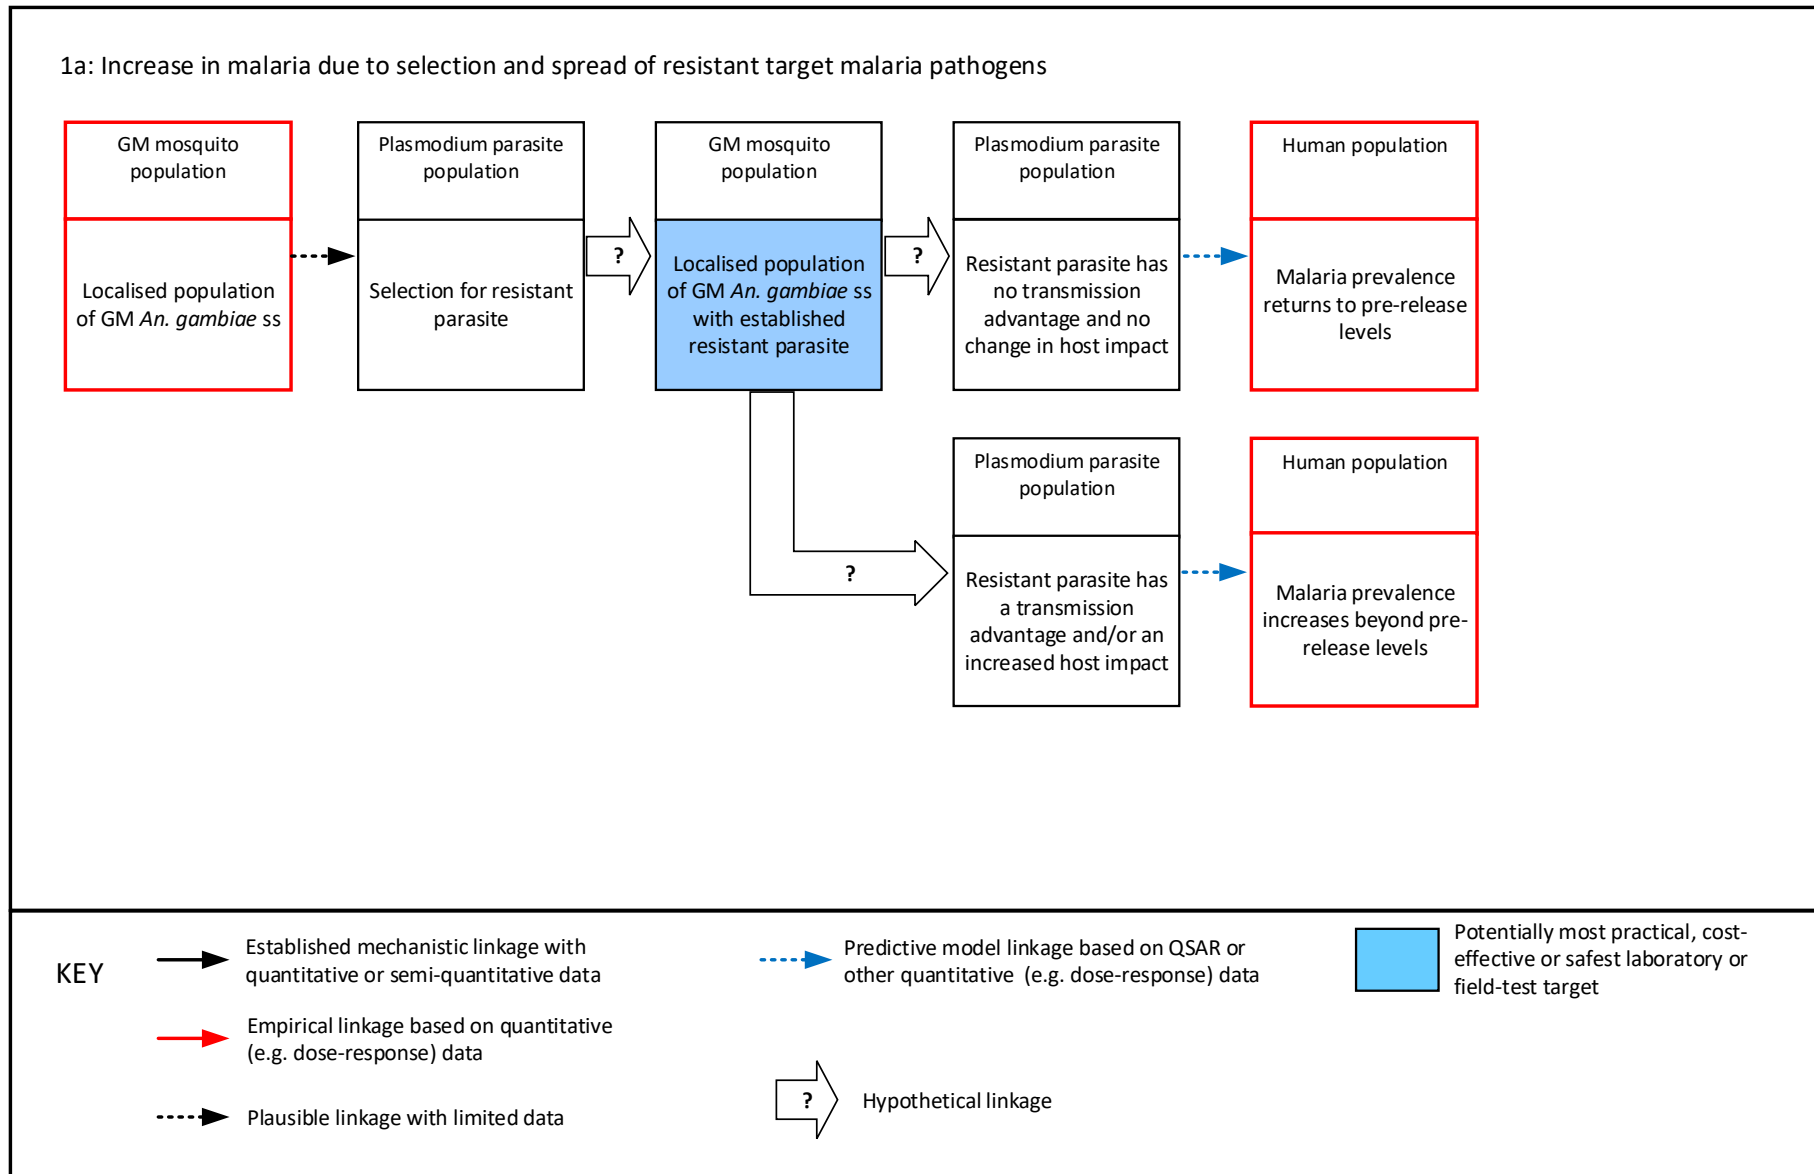 1a: Increase in malaria due to selection and spread of resistant target malaria pathogens
GM mosquito
population
Localised population
of GM An. gambiae ss
Plasmodium parasite
population
Selection for resistant
parasite
?
GM mosquito
population
Localised population
of GM An. gambiae ss
with established
resistant parasite
?
Plasmodium parasite
population
Resistant parasite has
no transmission
advantage and no
change in host impact
Human population
Malaria prevalence
returns to pre-release
levels
?
Plasmodium parasite
population
Resistant parasite has
a transmission
advantage and/or an
increased host impact
Human population
Malaria prevalence
increases beyond pre-
release levels
KEY
Established mechanistic linkage with
quantitative or semi-quantitative data
Empirical linkage based on quantitative
(e.g. dose-response) data
Plausible linkage with limited data
Predictive model linkage based on QSAR or
other quantitative (e.g. dose-response) data
?
Hypothetical linkage
Potentially most practical, cost-
effective or safest laboratory or
field-test target